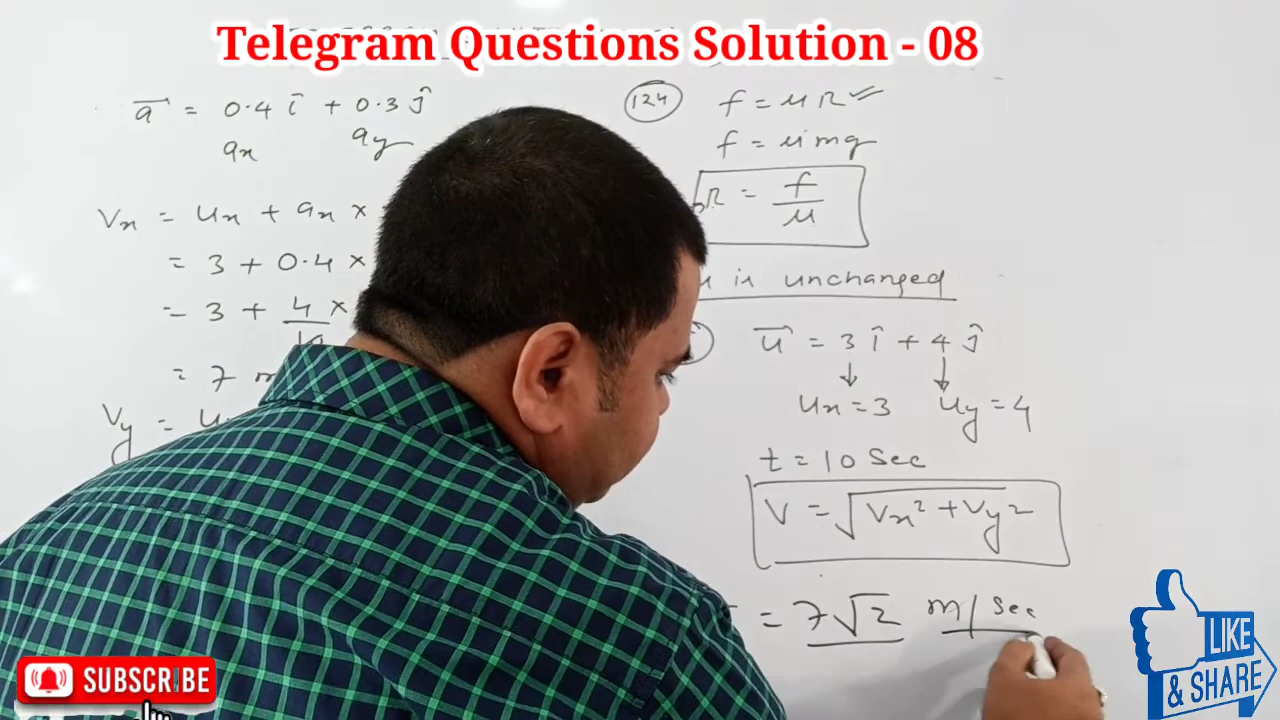 Telegram Questions Solution - 08
a⃗ = 0.4 î + 0.3 ĵ
ax ay
Vx = ux + ax ×
= 3 + 0.4 ×
= 3 + 4/10 ×
= 7 m
Vy = u
124 f = μR
f = μmg
R = f/μ
is unchanged
u⃗ = 3 î + 4 ĵ
ux = 3 uy = 4
t = 10 Sec
V = √Vx² + Vy²
= 7√2 m/Sec
SUBSCRIBE
LIKE
& SHARE